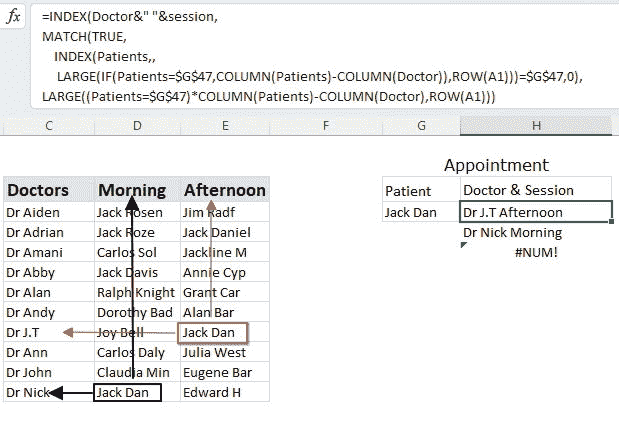 fx
=INDEX(Doctor&" "&session,
MATCH(TRUE,
INDEX(Patients,,
LARGE(IF(Patients=$G$47,COLUMN(Patients)-COLUMN(Doctor)),ROW(A1)))=$G$47,0),
LARGE((Patients=$G$47)*COLUMN(Patients)-COLUMN(Doctor),ROW(A1)))
C D E F G H
Appointment
Doctors Morning Afternoon Patient Doctor & Session
Dr Aiden Jack Rosen Jim Radf Jack Dan Dr J.T Afternoon
Dr Adrian Jack Roze Jack Daniel Dr Nick Morning
Dr Amani Carlos Sol Jackline M #NUM!
Dr Abby Jack Davis Annie Cyp
Dr Alan Ralph Knight Grant Car
Dr Andy Dorothy Bad Alan Bar
Dr J.T Joy Bell Jack Dan
Dr Ann Carlos Daly Julia West
Dr John Claudia Min Eugene Bar
Dr Nick Jack Dan Edward H